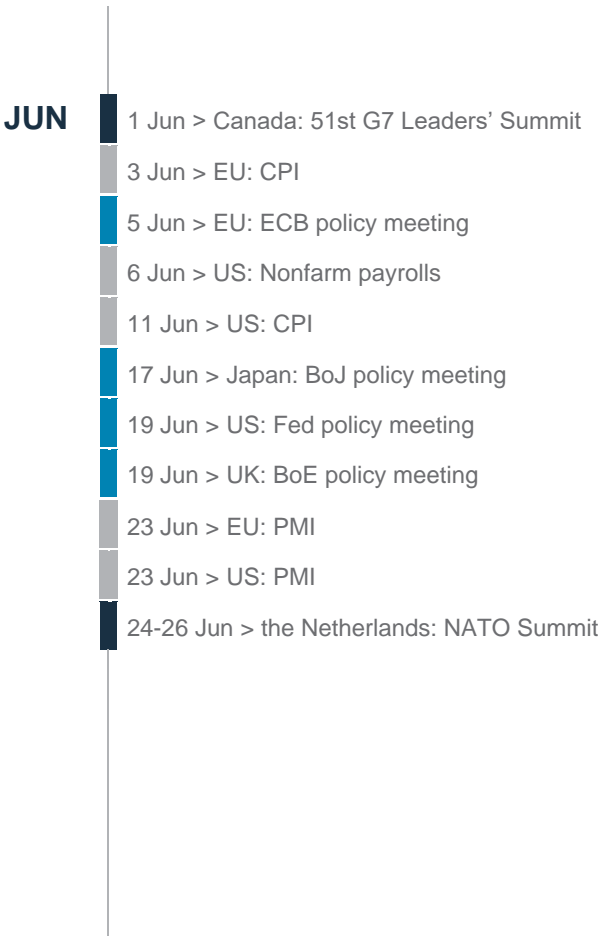 JUN
1 Jun > Canada: 51st G7 Leaders’ Summit
3 Jun > EU: CPI
5 Jun > EU: ECB policy meeting
6 Jun > US: Nonfarm payrolls
11 Jun > US: CPI
17 Jun > Japan: BoJ policy meeting
19 Jun > US: Fed policy meeting
19 Jun > UK: BoE policy meeting
23 Jun > EU: PMI
23 Jun > US: PMI
24-26 Jun > the Netherlands: NATO Summit